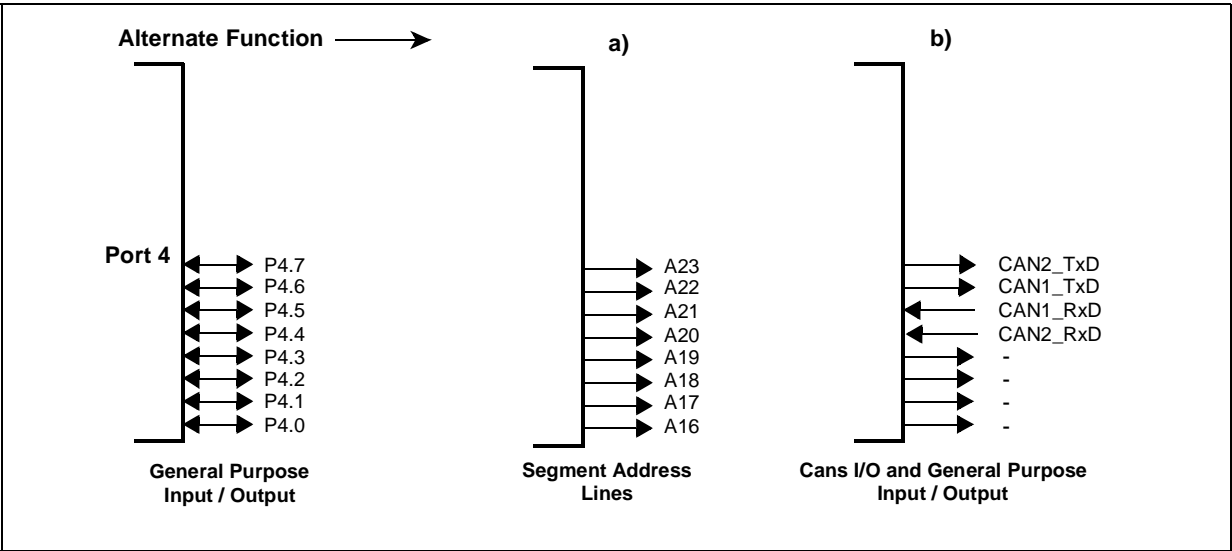 Alternate Function
a)
b)
Port 4
P4.7
P4.6
P4.5
P4.4
P4.3
P4.2
P4.1
P4.0
General Purpose
Input / Output
A23
A22
A21
A20
A19
A18
A17
A16
Segment Address
Lines
CAN2_TxD
CAN1_TxD
CAN1_RxD
CAN2_RxD
-
-
-
-
Cans I/O and General Purpose
Input / Output